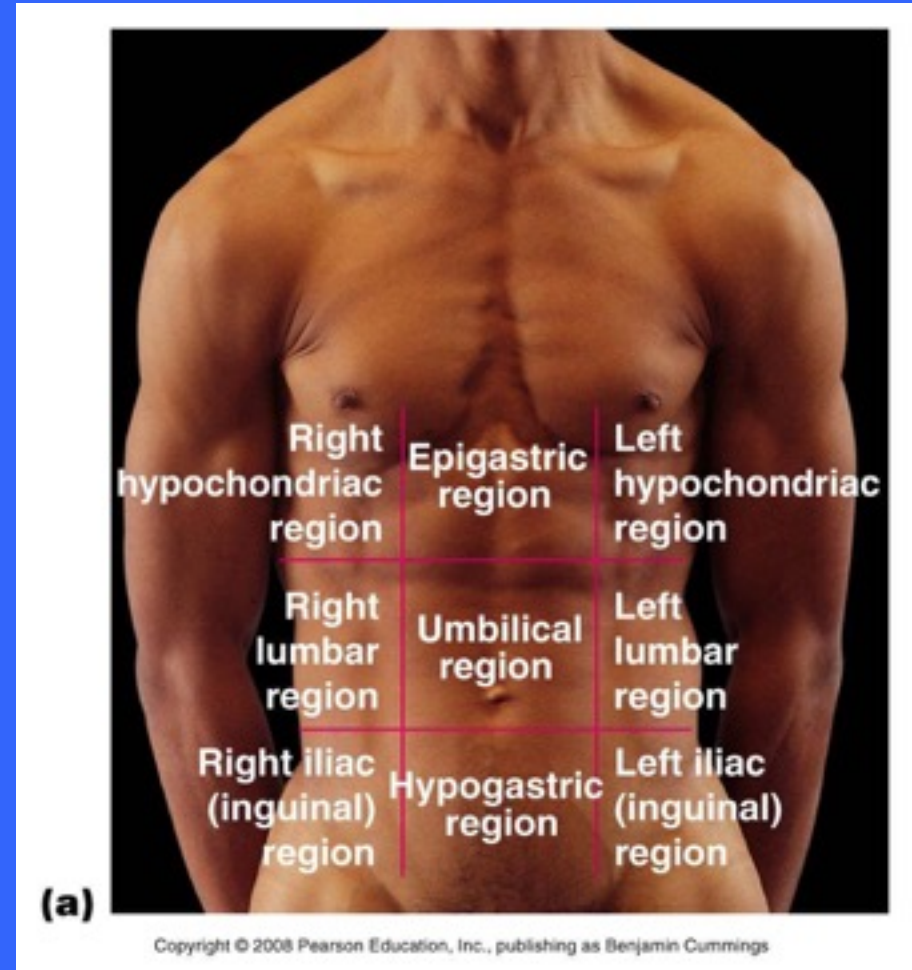 Right
hypochondriac
region
Epigastric
region
Left
hypochondriac
region
Right
lumbar
region
Umbilical
region
Left
lumbar
region
Right iliac
(inguinal)
region
Hypogastric
region
Left iliac
(inguinal)
region
(a)
Copyright © 2008 Pearson Education, Inc., publishing as Benjamin Cummings